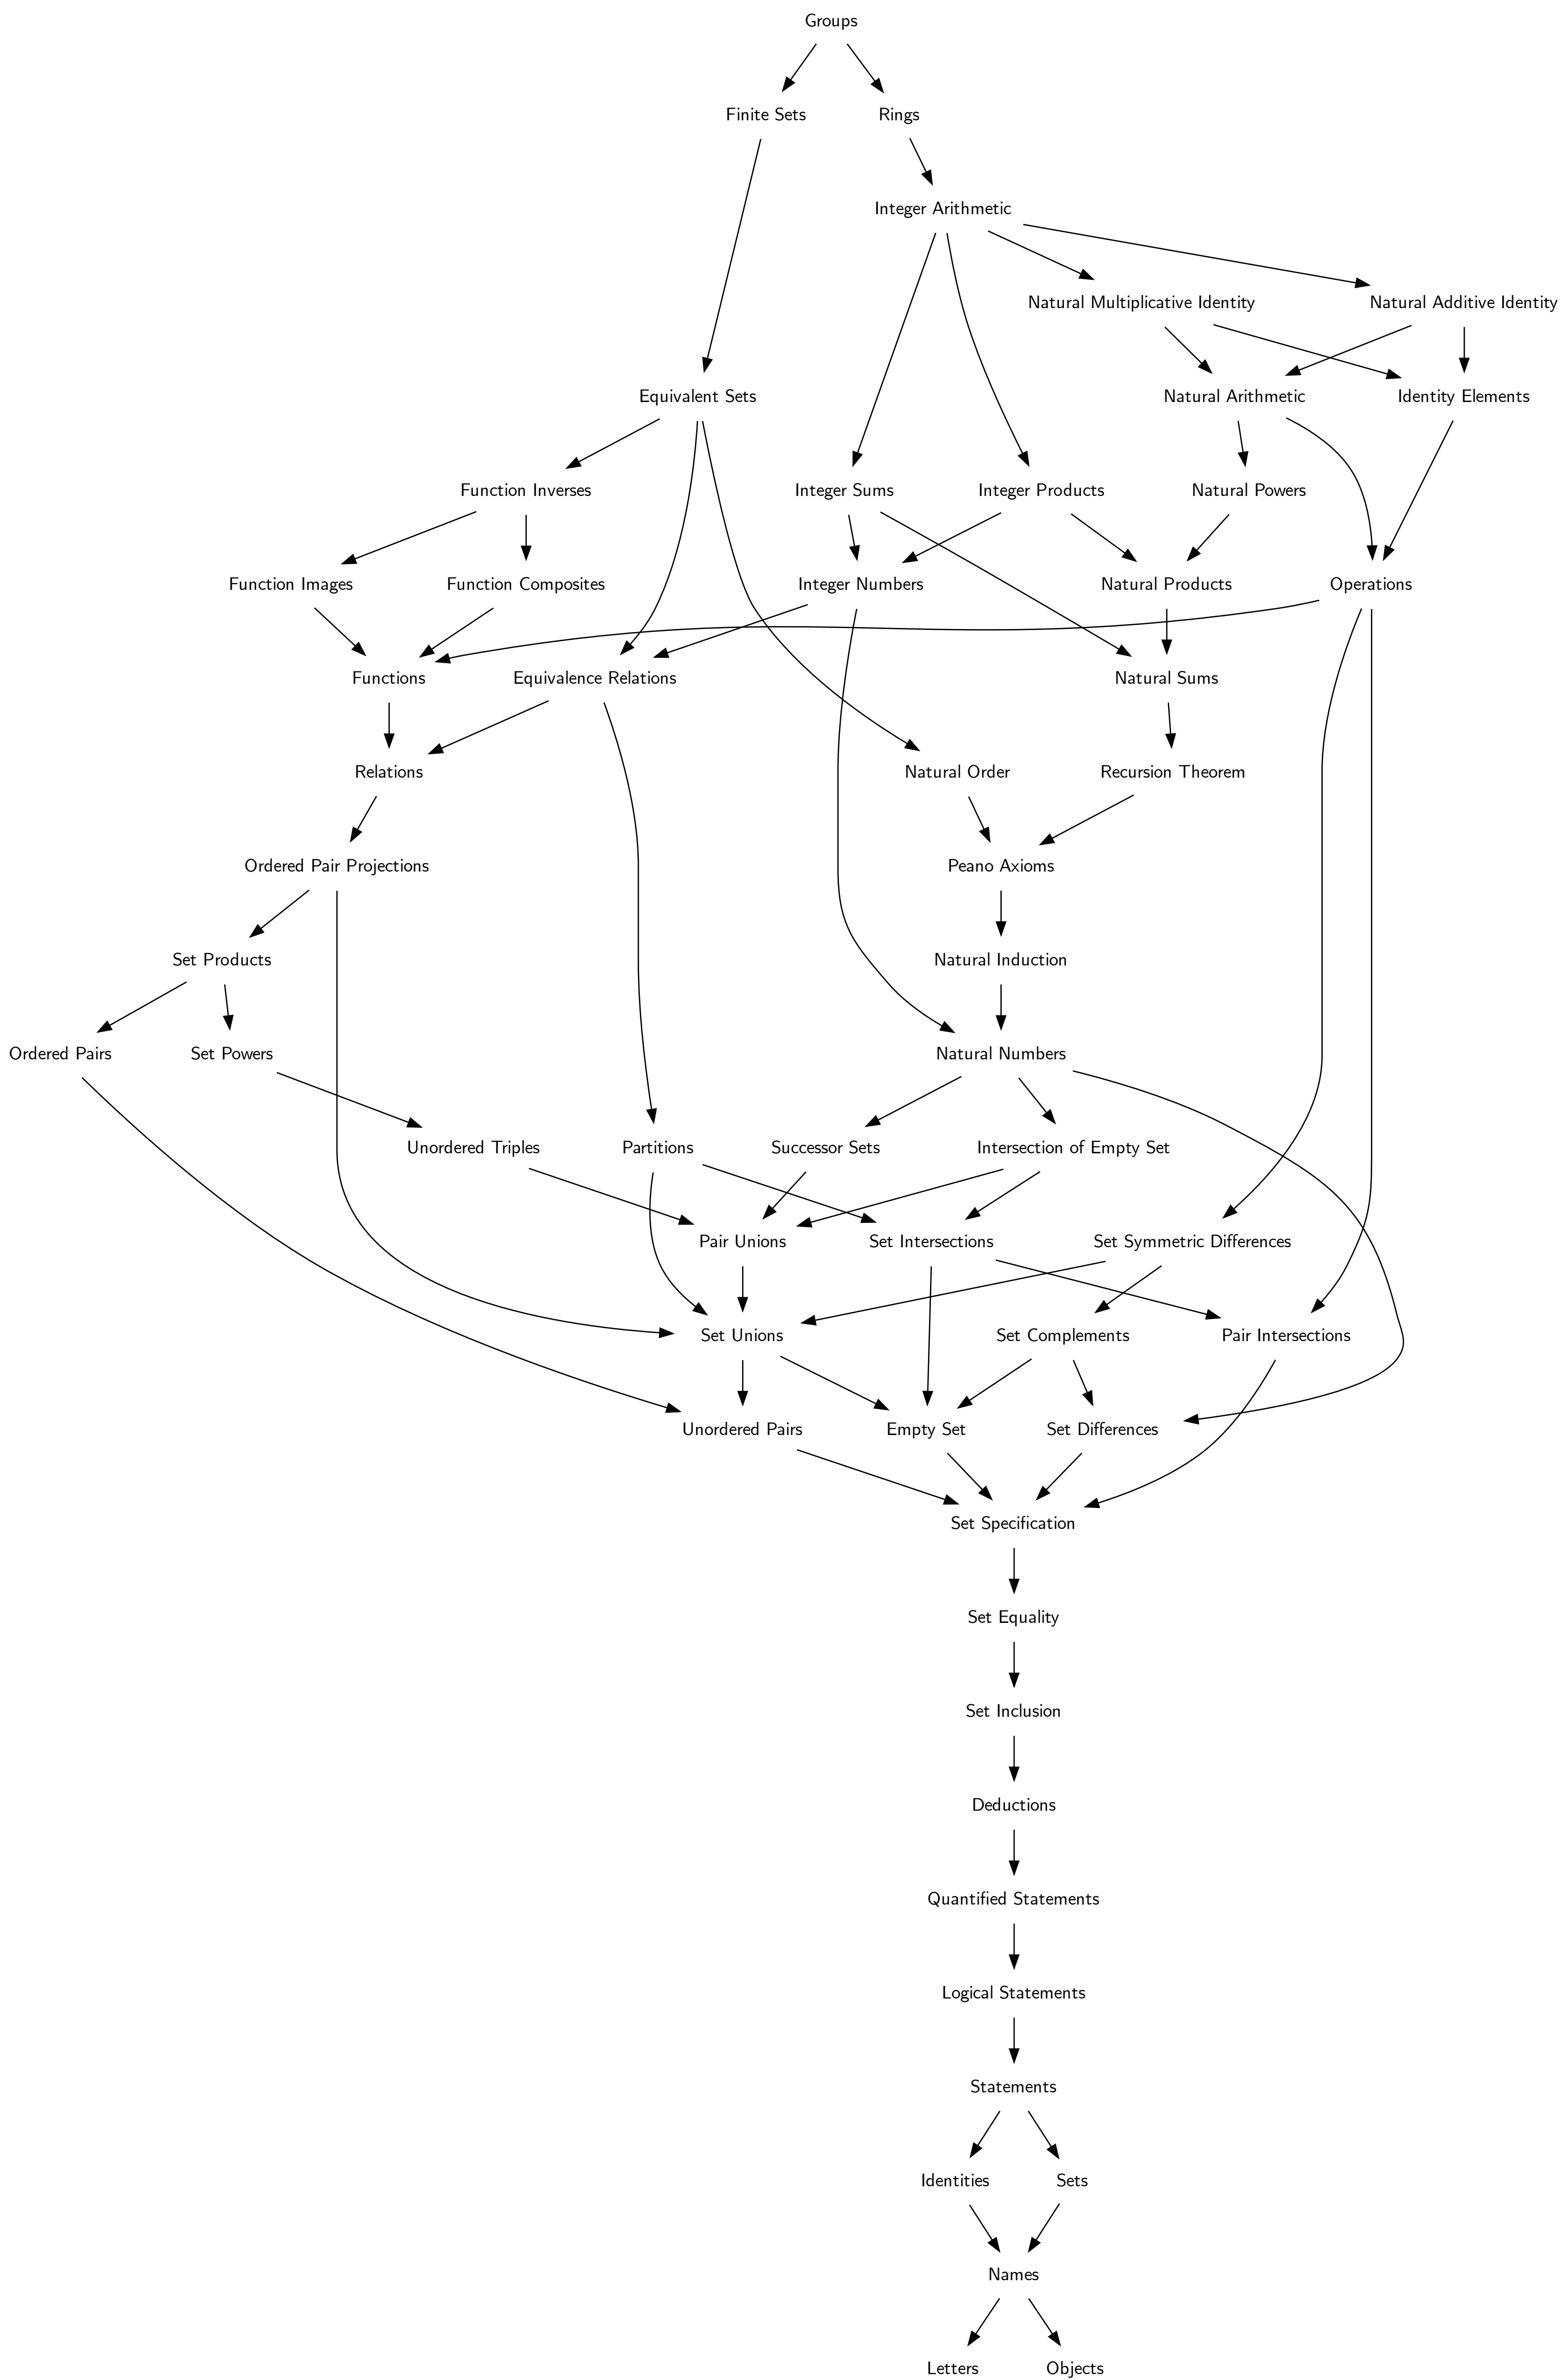 Groups
Finite Sets
Rings
Integer Arithmetic
Natural Multiplicative Identity
Natural Additive Identity
Equivalent Sets
Natural Arithmetic
Identity Elements
Function Inverses
Integer Sums
Integer Products
Natural Powers
Function Images
Function Composites
Integer Numbers
Natural Products
Operations
Functions
Equivalence Relations
Natural Sums
Relations
Natural Order
Recursion Theorem
Ordered Pair Projections
Peano Axioms
Set Products
Natural Induction
Ordered Pairs
Set Powers
Natural Numbers
Unordered Triples
Partitions
Successor Sets
Intersection of Empty Set
Pair Unions
Set Intersections
Set Symmetric Differences
Set Unions
Set Complements
Pair Intersections
Unordered Pairs
Empty Set
Set Differences
Set Specification
Set Equality
Set Inclusion
Deductions
Quantified Statements
Logical Statements
Statements
Identities
Sets
Names
Letters
Objects